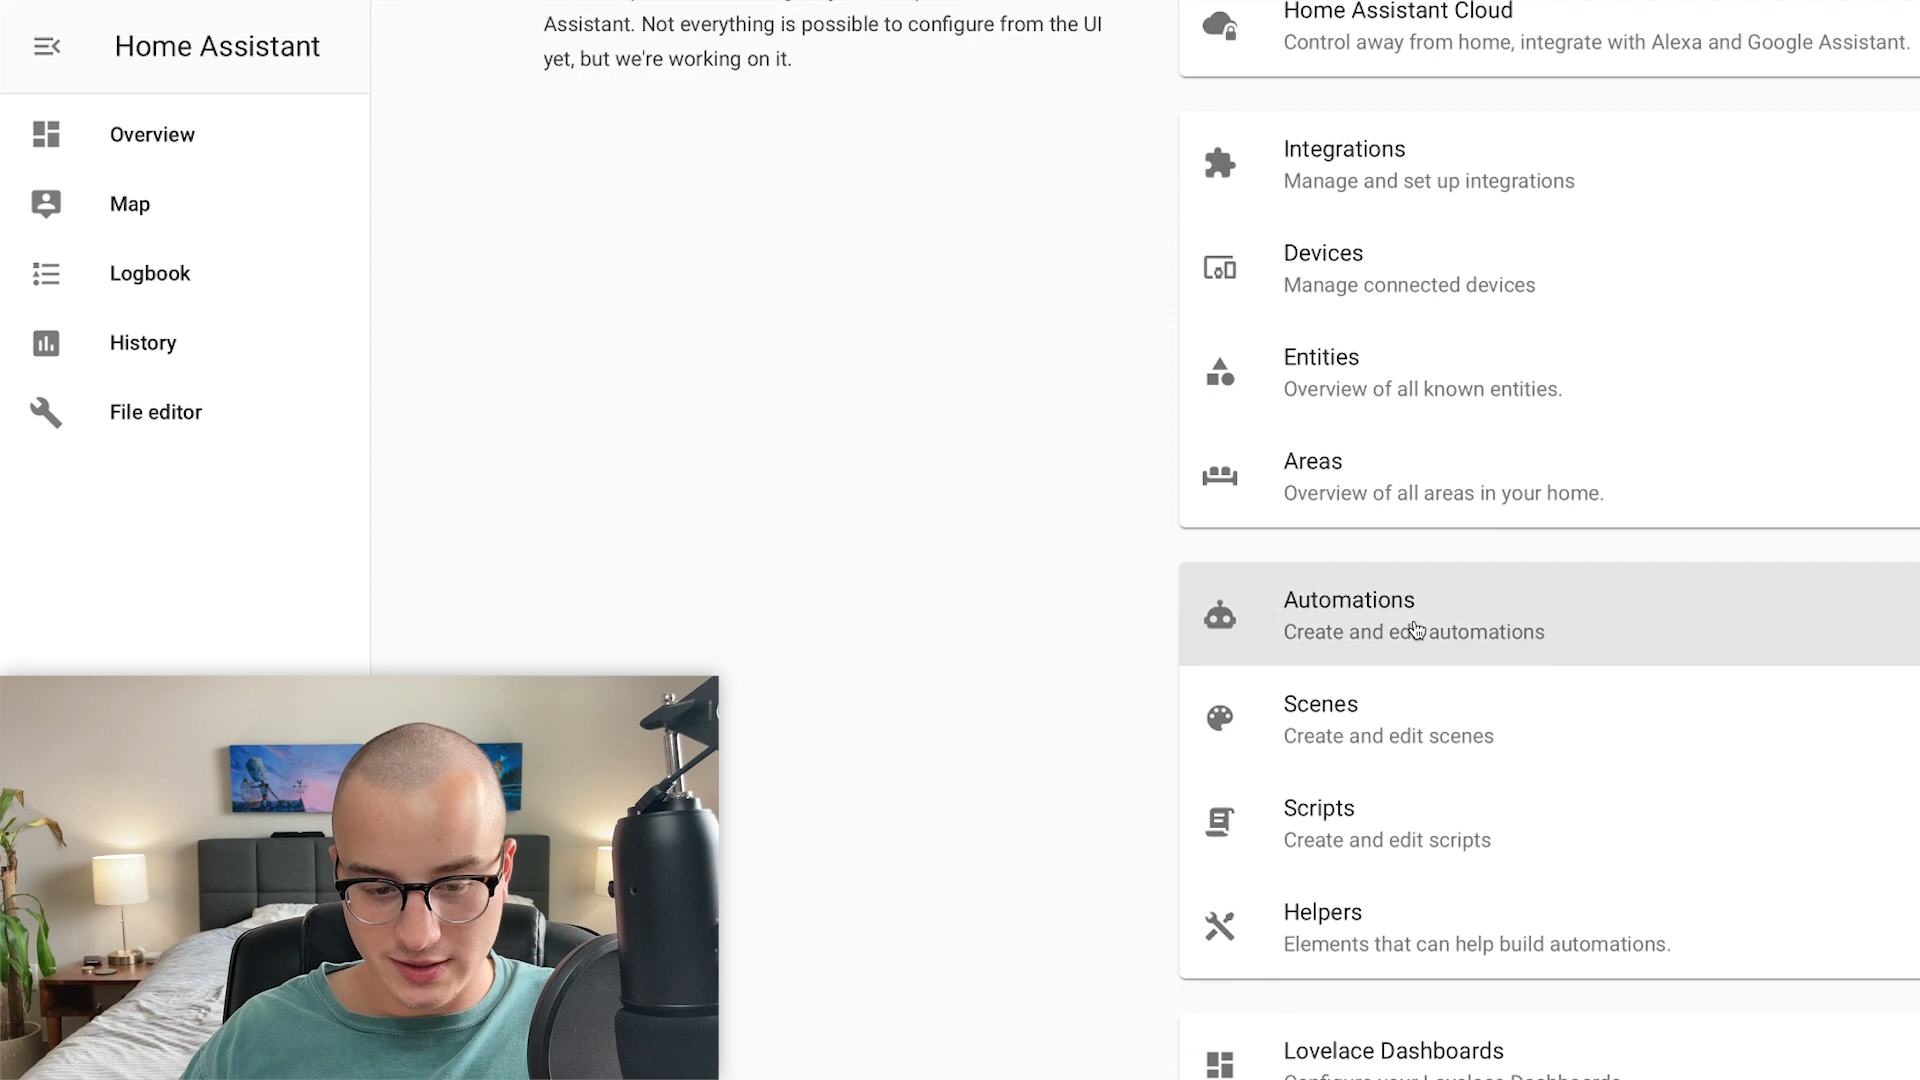 Home Assistant
Overview
Map
Logbook
History
File editor
Assistant. Not everything is possible to configure from the UI
yet, but we're working on it.
Home Assistant Cloud
Control away from home, integrate with Alexa and Google Assistant.
Integrations
Manage and set up integrations
Devices
Manage connected devices
Entities
Overview of all known entities.
Areas
Overview of all areas in your home.
Automations
Create and edit automations
Scenes
Create and edit scenes
Scripts
Create and edit scripts
Helpers
Elements that can help build automations.
Lovelace Dashboards